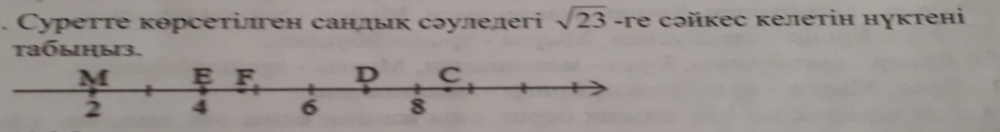 . Суретте көрсетілген сандық сәуледегі √23 -ге сәйкес келетін нүктені
табыңыз.
M E F D C
2 4 6 8